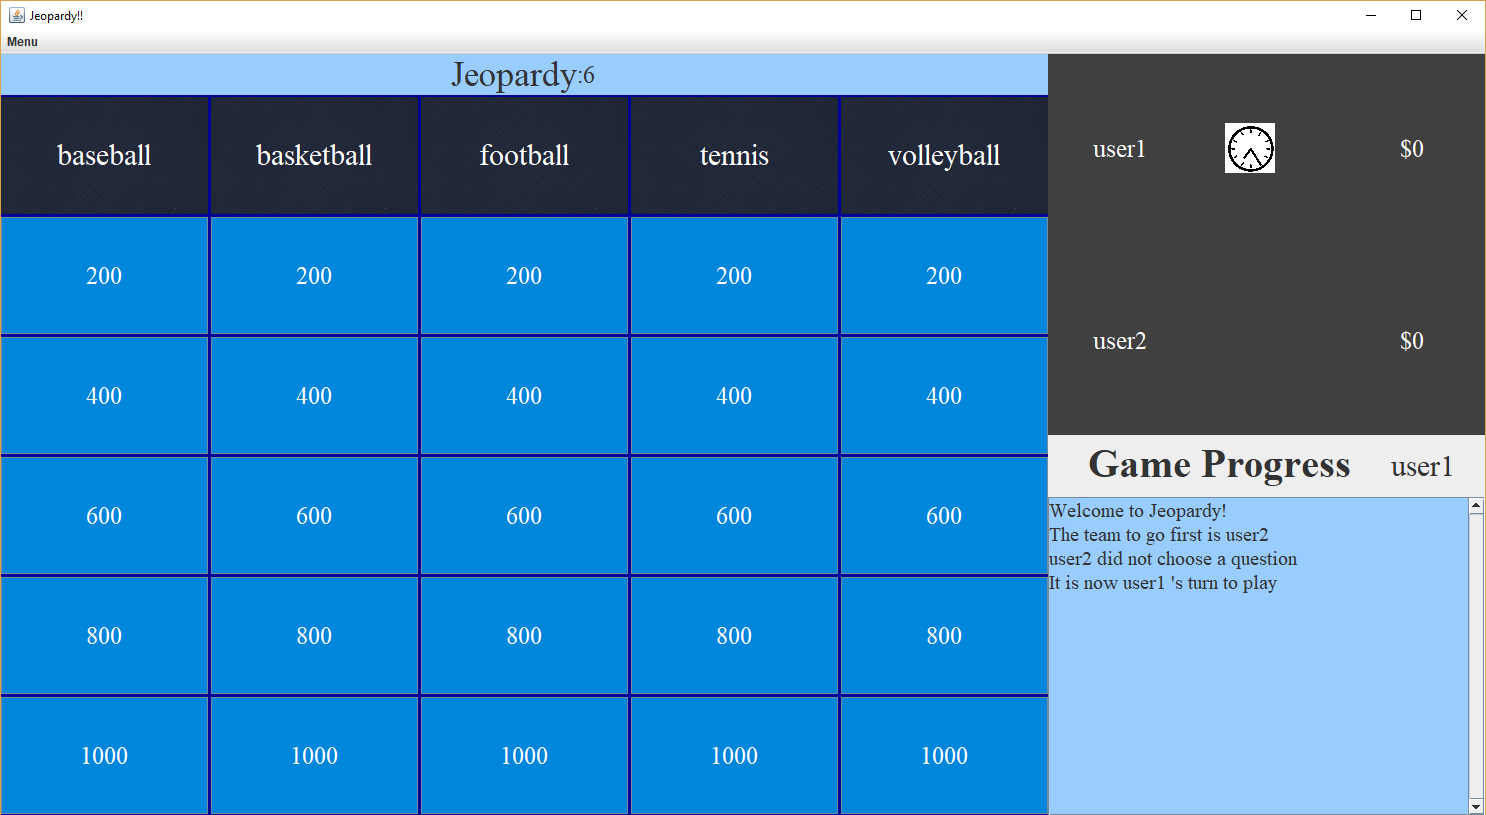 Jeopardy!!
Menu
Jeopardy:6
baseball basketball football tennis volleyball
200 200 200 200 200
400 400 400 400 400
600 600 600 600 600
800 800 800 800 800
1000 1000 1000 1000 1000
user1 $0
user2 $0
Game Progress user1
Welcome to Jeopardy!
The team to go first is user2
user2 did not choose a question
It is now user1 's turn to play